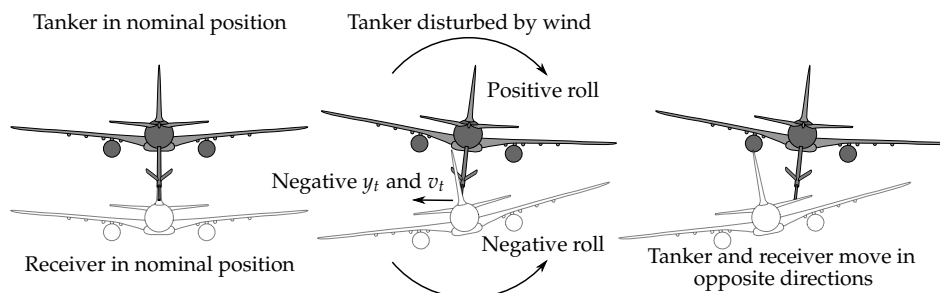 Tanker in nominal position
Tanker disturbed by wind
Positive roll
Negative y_t and v_t
Negative roll
Receiver in nominal position
Tanker and receiver move in
opposite directions